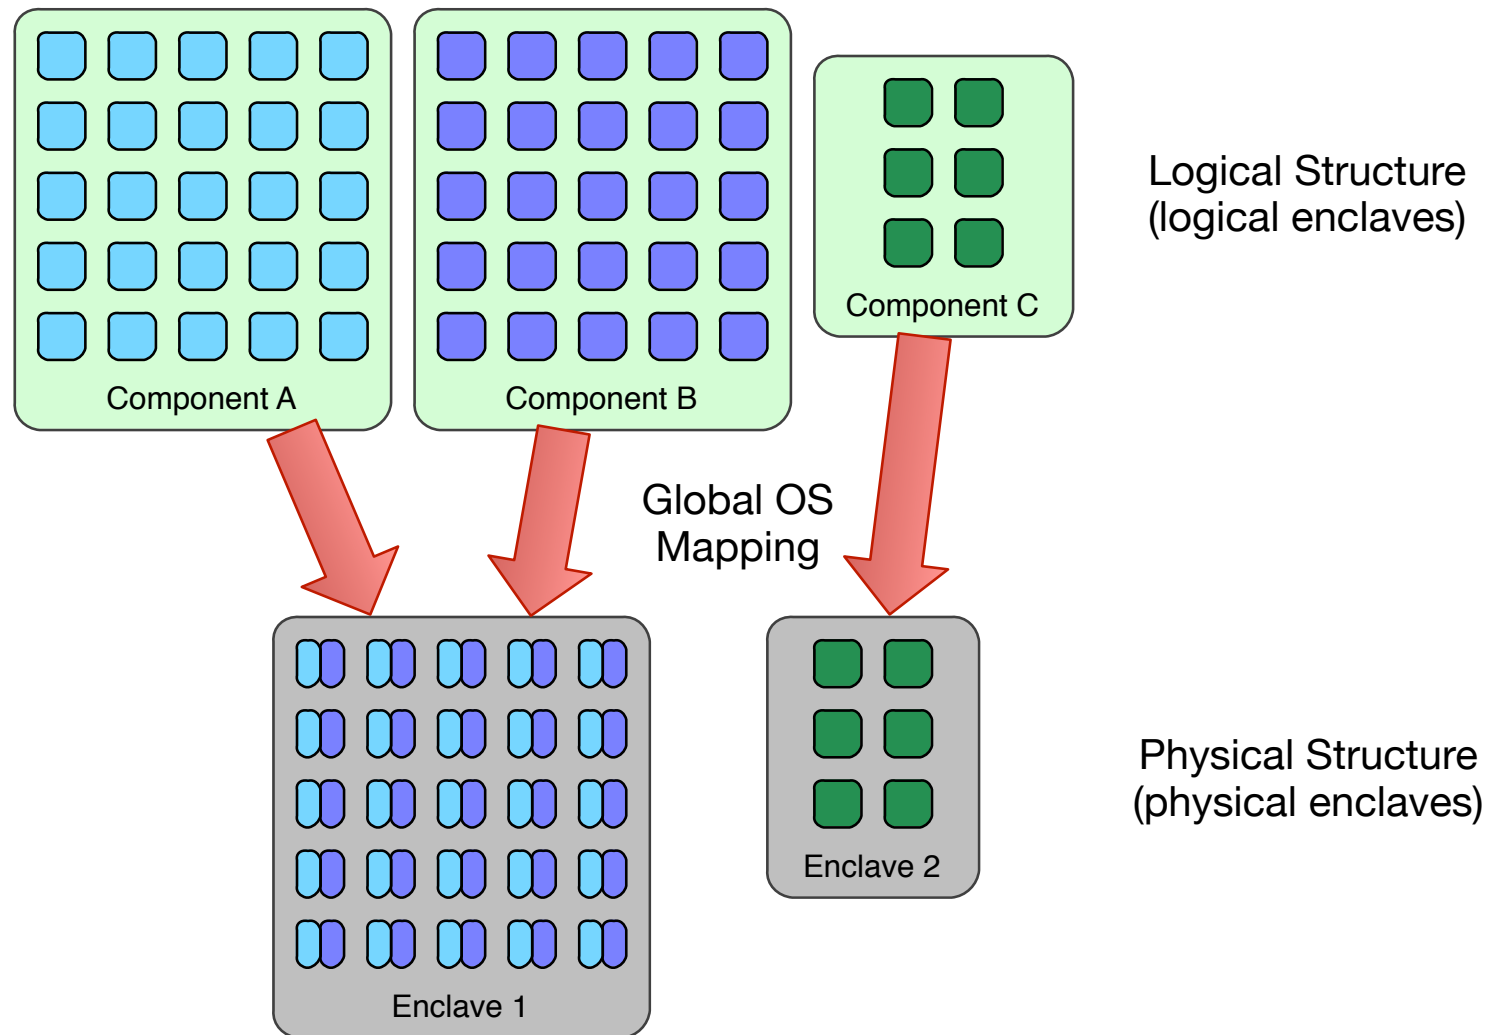 Component A
Component B
Component C
Logical Structure
(logical enclaves)
Global OS
Mapping
Enclave 1
Enclave 2
Physical Structure
(physical enclaves)